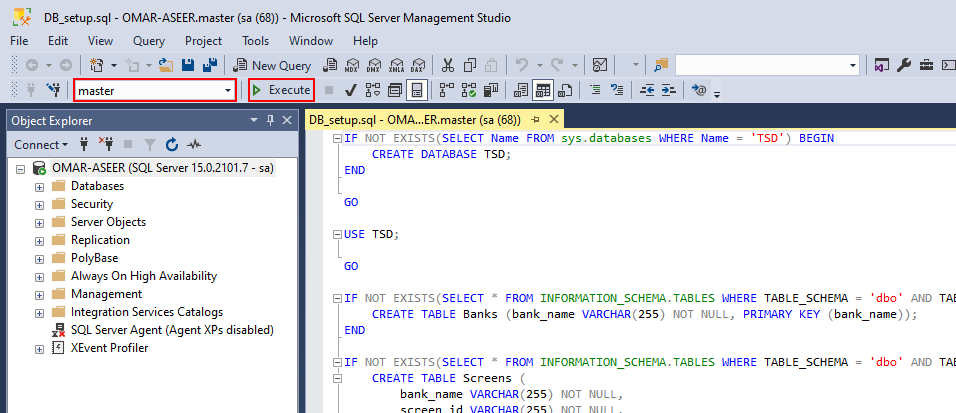 DB_setup.sql - OMAR-ASEER.master (sa (68)) - Microsoft SQL Server Management Studio
File Edit View Query Project Tools Window Help
New Query MDX DMX XMLA DAX
master Execute
Object Explorer
Connect
OMAR-ASEER (SQL Server 15.0.2101.7 - sa)
Databases
Security
Server Objects
Replication
PolyBase
Always On High Availability
Management
Integration Services Catalogs
SQL Server Agent (Agent XPs disabled)
XEvent Profiler
DB_setup.sql - OMA...ER.master (sa (68))
IF NOT EXISTS(SELECT Name FROM sys.databases WHERE Name = 'TSD') BEGIN
CREATE DATABASE TSD;
END
GO
USE TSD;
GO
IF NOT EXISTS(SELECT * FROM INFORMATION_SCHEMA.TABLES WHERE TABLE_SCHEMA = 'dbo' AND TAB
CREATE TABLE Banks (bank_name VARCHAR(255) NOT NULL, PRIMARY KEY (bank_name));
END
IF NOT EXISTS(SELECT * FROM INFORMATION_SCHEMA.TABLES WHERE TABLE_SCHEMA = 'dbo' AND TAB
CREATE TABLE Screens (
bank_name VARCHAR(255) NOT NULL,
screen_id VARCHAR(255) NOT NULL,